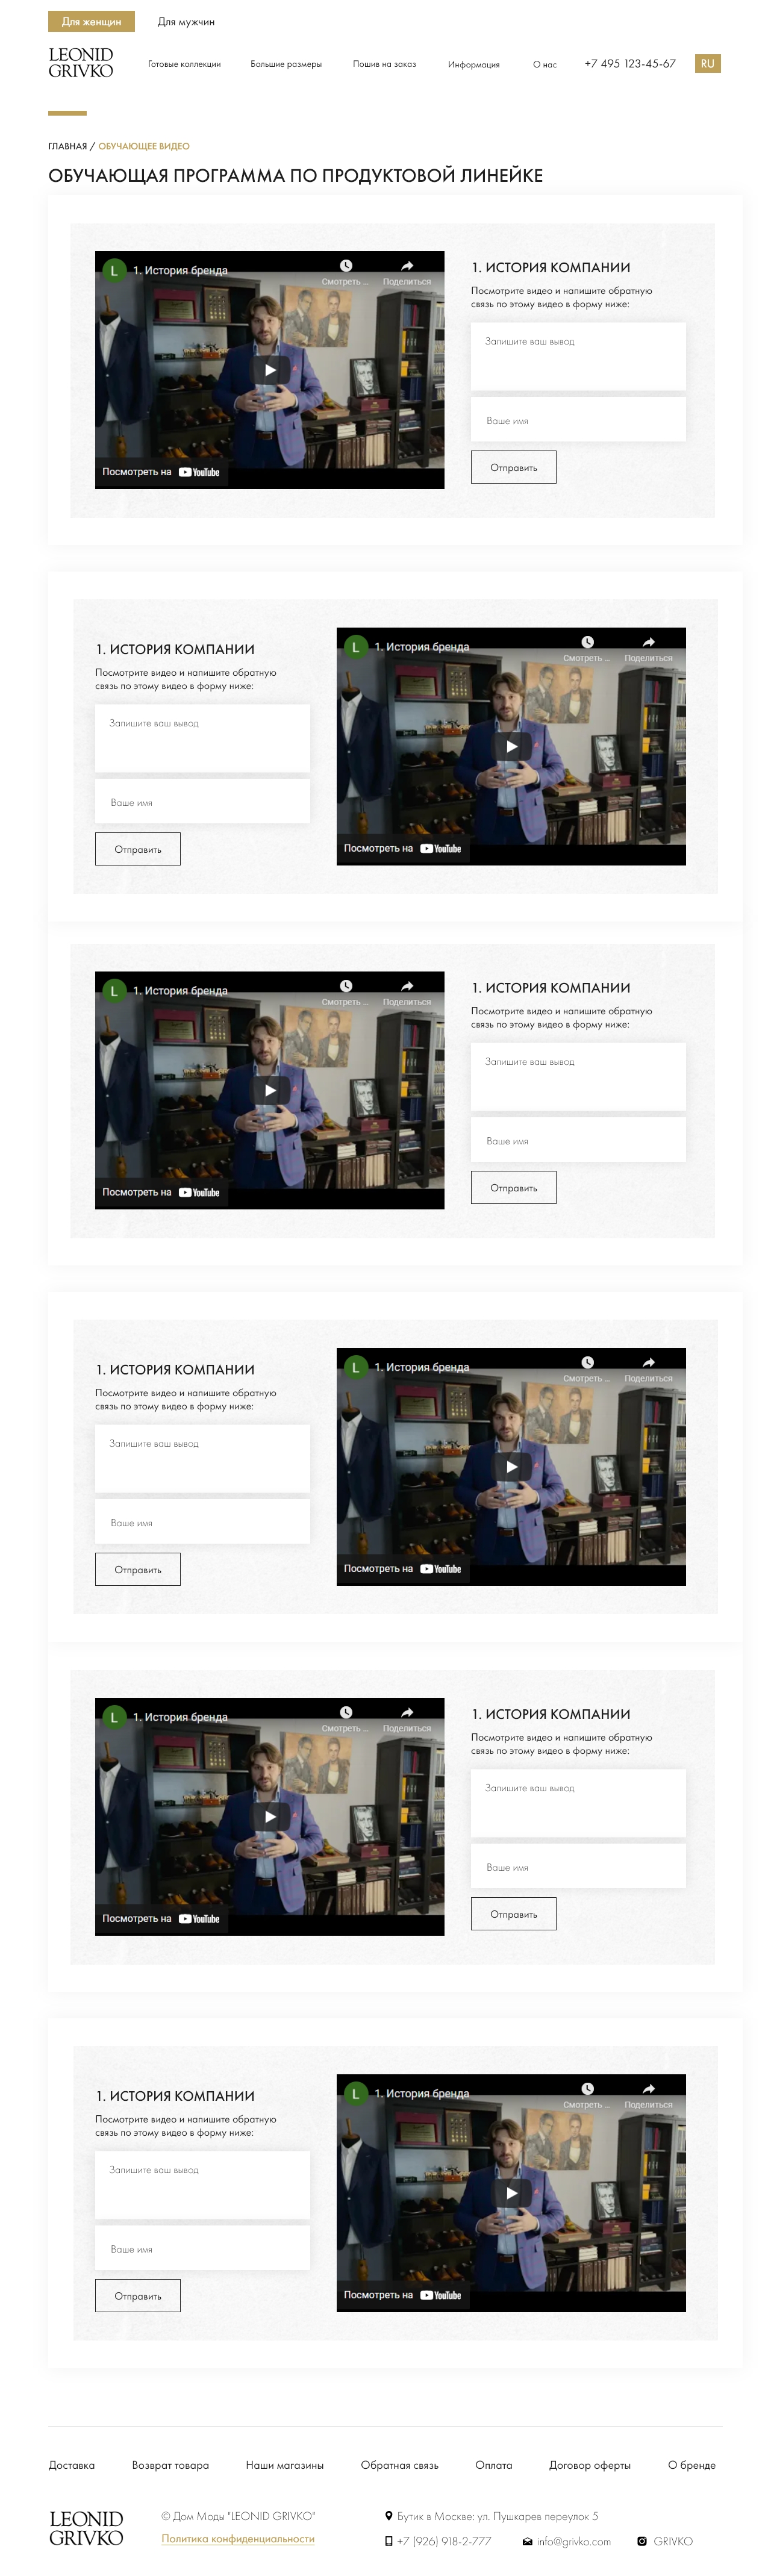 Для женщин Для мужчин
LEONID
GRIVKO
Готовые коллекции Большие размеры Пошив на заказ Информация О нас +7 495 123-45-67 RU
ГЛАВНАЯ / ОБУЧАЮЩЕЕ ВИДЕО
ОБУЧАЮЩАЯ ПРОГРАММА ПО ПРОДУКТОВОЙ ЛИНЕЙКЕ
L 1. История бренда
Смотреть ... Поделиться
Посмотреть на YouTube
1. ИСТОРИЯ КОМПАНИИ
Посмотрите видео и напишите обратную
связь по этому видео в форму ниже:
Запишите ваш вывод
Ваше имя
Отправить
1. ИСТОРИЯ КОМПАНИИ
Посмотрите видео и напишите обратную
связь по этому видео в форму ниже:
Запишите ваш вывод
Ваше имя
Отправить
L 1. История бренда
Смотреть ... Поделиться
Посмотреть на YouTube
L 1. История бренда
Смотреть ... Поделиться
Посмотреть на YouTube
1. ИСТОРИЯ КОМПАНИИ
Посмотрите видео и напишите обратную
связь по этому видео в форму ниже:
Запишите ваш вывод
Ваше имя
Отправить
1. ИСТОРИЯ КОМПАНИИ
Посмотрите видео и напишите обратную
связь по этому видео в форму ниже:
Запишите ваш вывод
Ваше имя
Отправить
L 1. История бренда
Смотреть ... Поделиться
Посмотреть на YouTube
L 1. История бренда
Смотреть ... Поделиться
Посмотреть на YouTube
1. ИСТОРИЯ КОМПАНИИ
Посмотрите видео и напишите обратную
связь по этому видео в форму ниже:
Запишите ваш вывод
Ваше имя
Отправить
1. ИСТОРИЯ КОМПАНИИ
Посмотрите видео и напишите обратную
связь по этому видео в форму ниже:
Запишите ваш вывод
Ваше имя
Отправить
L 1. История бренда
Смотреть ... Поделиться
Посмотреть на YouTube
Доставка Возврат товара Наши магазины Обратная связь Оплата Договор оферты О бренде
LEONID
GRIVKO
© Дом Моды "LEONID GRIVKO"
Политика конфиденциальности
Бутик в Москве: ул. Пушкарев переулок 5
+7 (926) 918-2-777 info@grivko.com GRIVKO